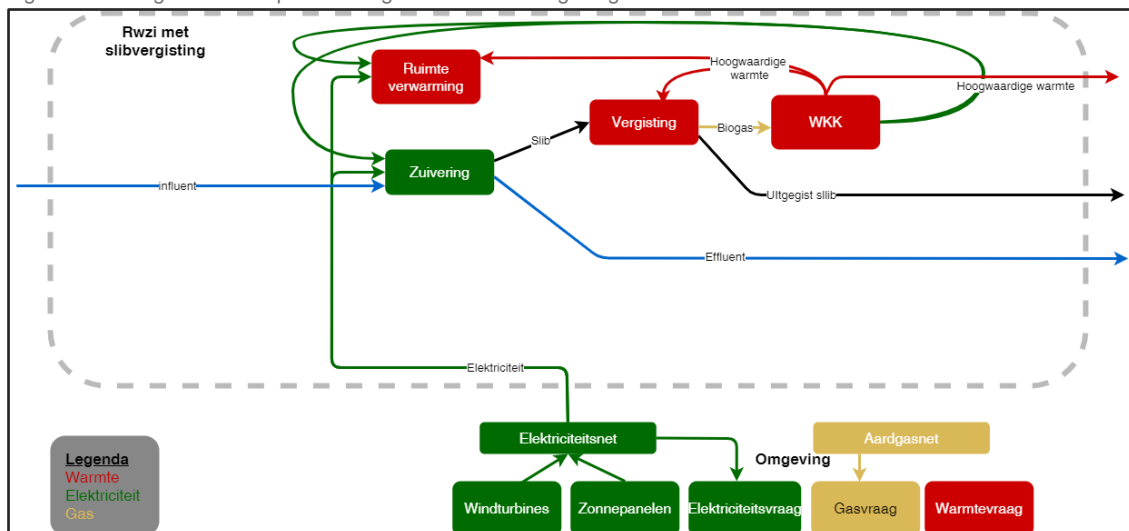 Rwzi met
slibvergisting
Ruimte
verwarming
Hoogwaardige
warmte
Hoogwaardige warmte
Vergisting
Biogas
WKK
Slib
Zuivering
influent
Uitgegist sllib
Effluent
Elektriciteit
Elektriciteitsnet
Aardgasnet
Omgeving
Legenda
Warmte
Elektriciteit
Gas
Windturbines
Zonnepanelen
Elektriciteitsvraag
Gasvraag
Warmtevraag